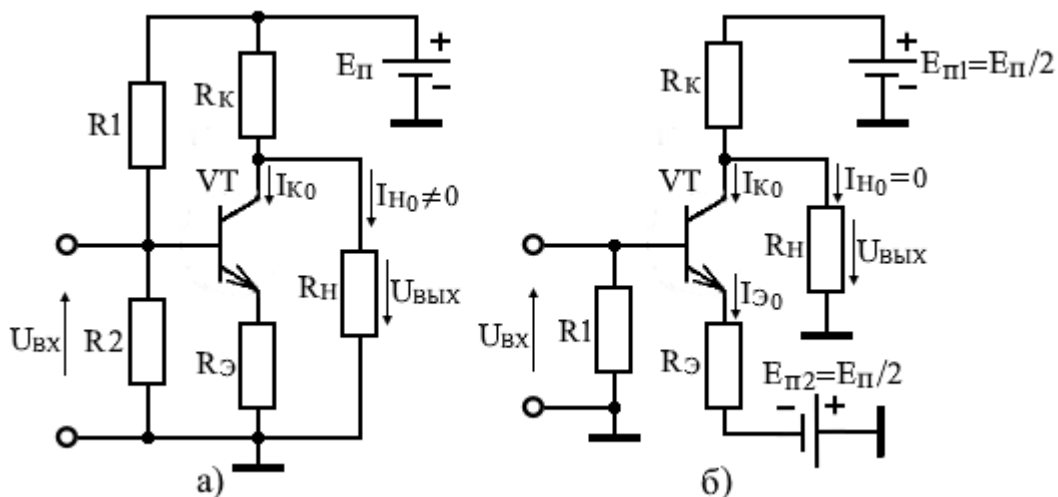 +
EП
−
RК
R1
VT
IК0
IН0≠0
RН
UВЫХ
UВХ
R2
RЭ
а)
+
EП1=EП/2
−
RК
VT
IК0
IН0=0
RН
UВЫХ
IЭ0
UВХ
R1
RЭ
EП2=EП/2
− +
б)